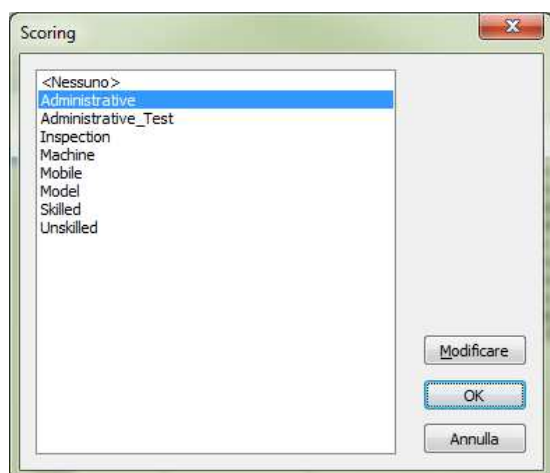 Scoring
<Nessuno>
Administrative
Administrative_Test
Inspection
Machine
Mobile
Model
Skilled
Unskilled
Modificare
OK
Annulla